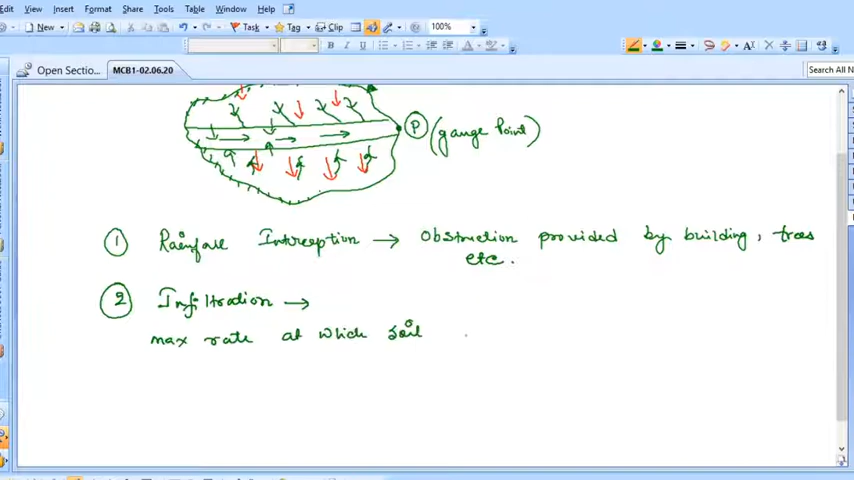 Edit View Insert Format Share Tools Table Window Help
New Task Tag Clip 100%
Open Sectio... MCB1-02.06.20 Search All N
P (gauge Point)
1 Rainfall Interception → Obstruction provided by building, trees
etc.
2 Infiltration →
max rate at which soil